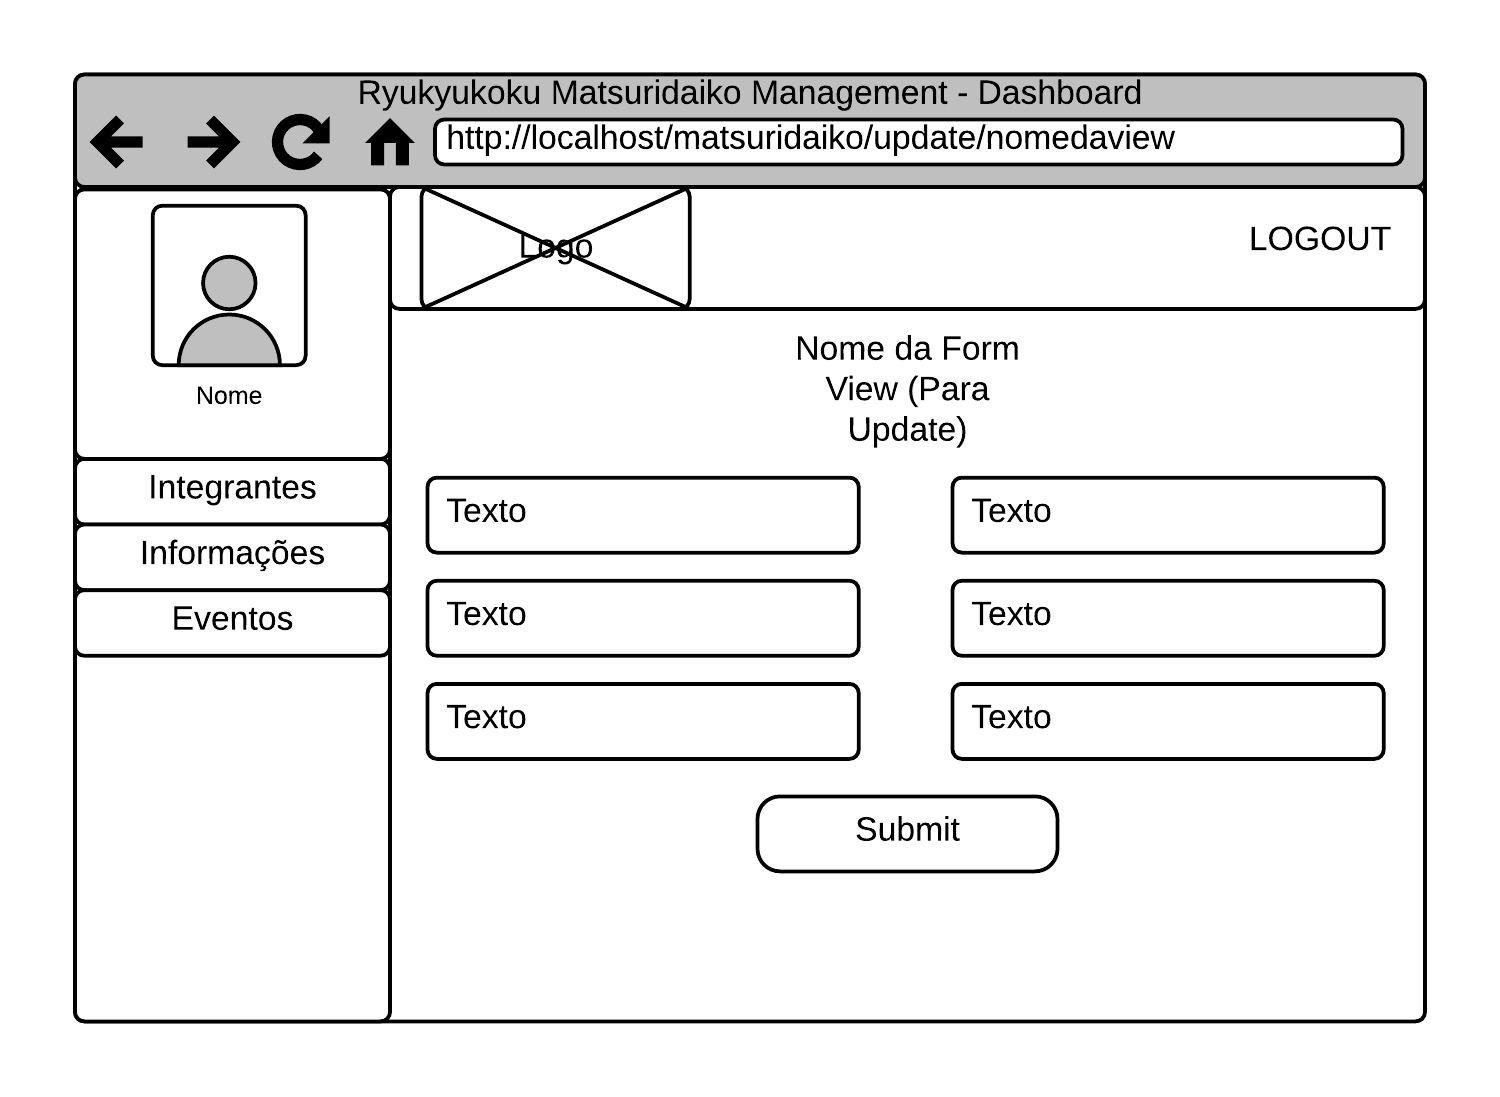 Ryukyukoku Matsuridaiko Management - Dashboard
http://localhost/matsuridaiko/update/nomedaview
Logo
LOGOUT
Nome
Integrantes
Informações
Eventos
Nome da Form
View (Para
Update)
Texto
Texto
Texto
Texto
Texto
Texto
Submit